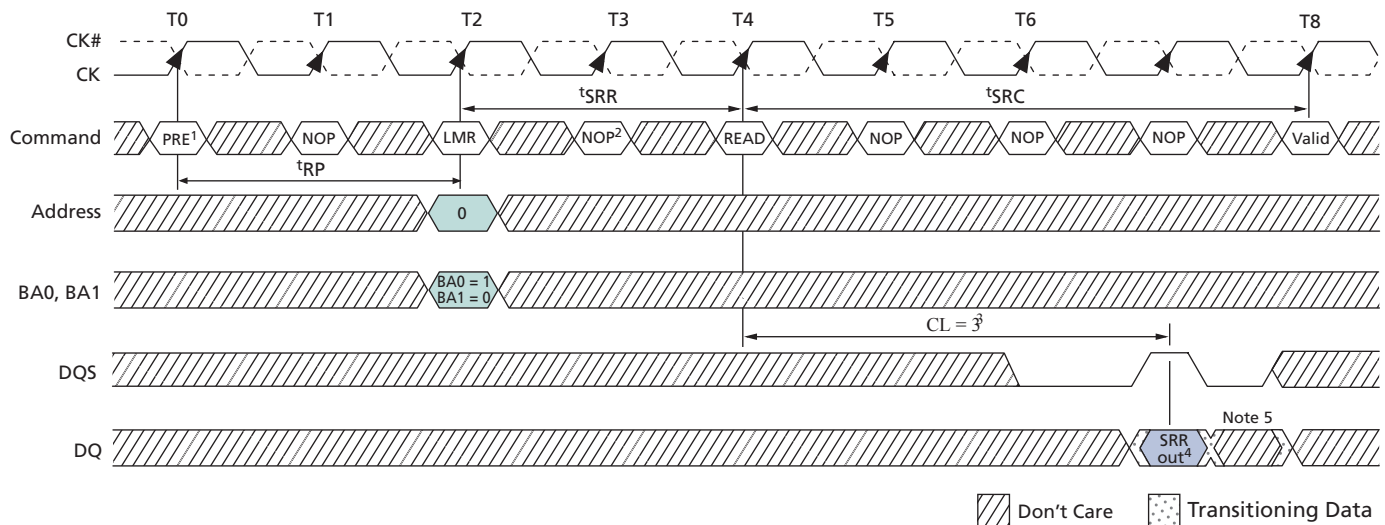 T0 T1 T2 T3 T4 T5 T6 T8
CK#
CK
tSRR tSRC
Command PRE1 NOP LMR NOP2 READ NOP NOP NOP Valid
tRP
Address 0
BA0, BA1 BA0 = 1
BA1 = 0
CL = 33
DQS
Note 5
DQ SRR
out4
Don't Care Transitioning Data